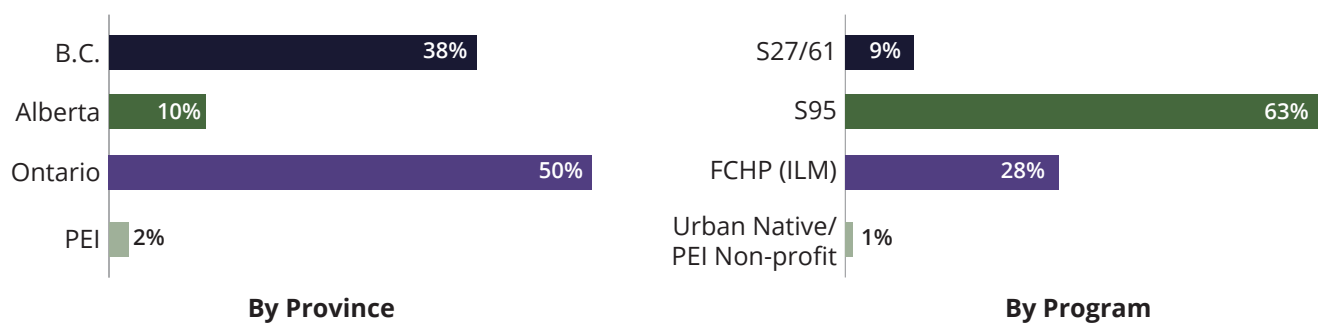 B.C. 38%
Alberta 10%
Ontario 50%
PEI 2%
By Province
S27/61 9%
S95 63%
FCHP (ILM) 28%
Urban Native/
PEI Non-profit 1%
By Program